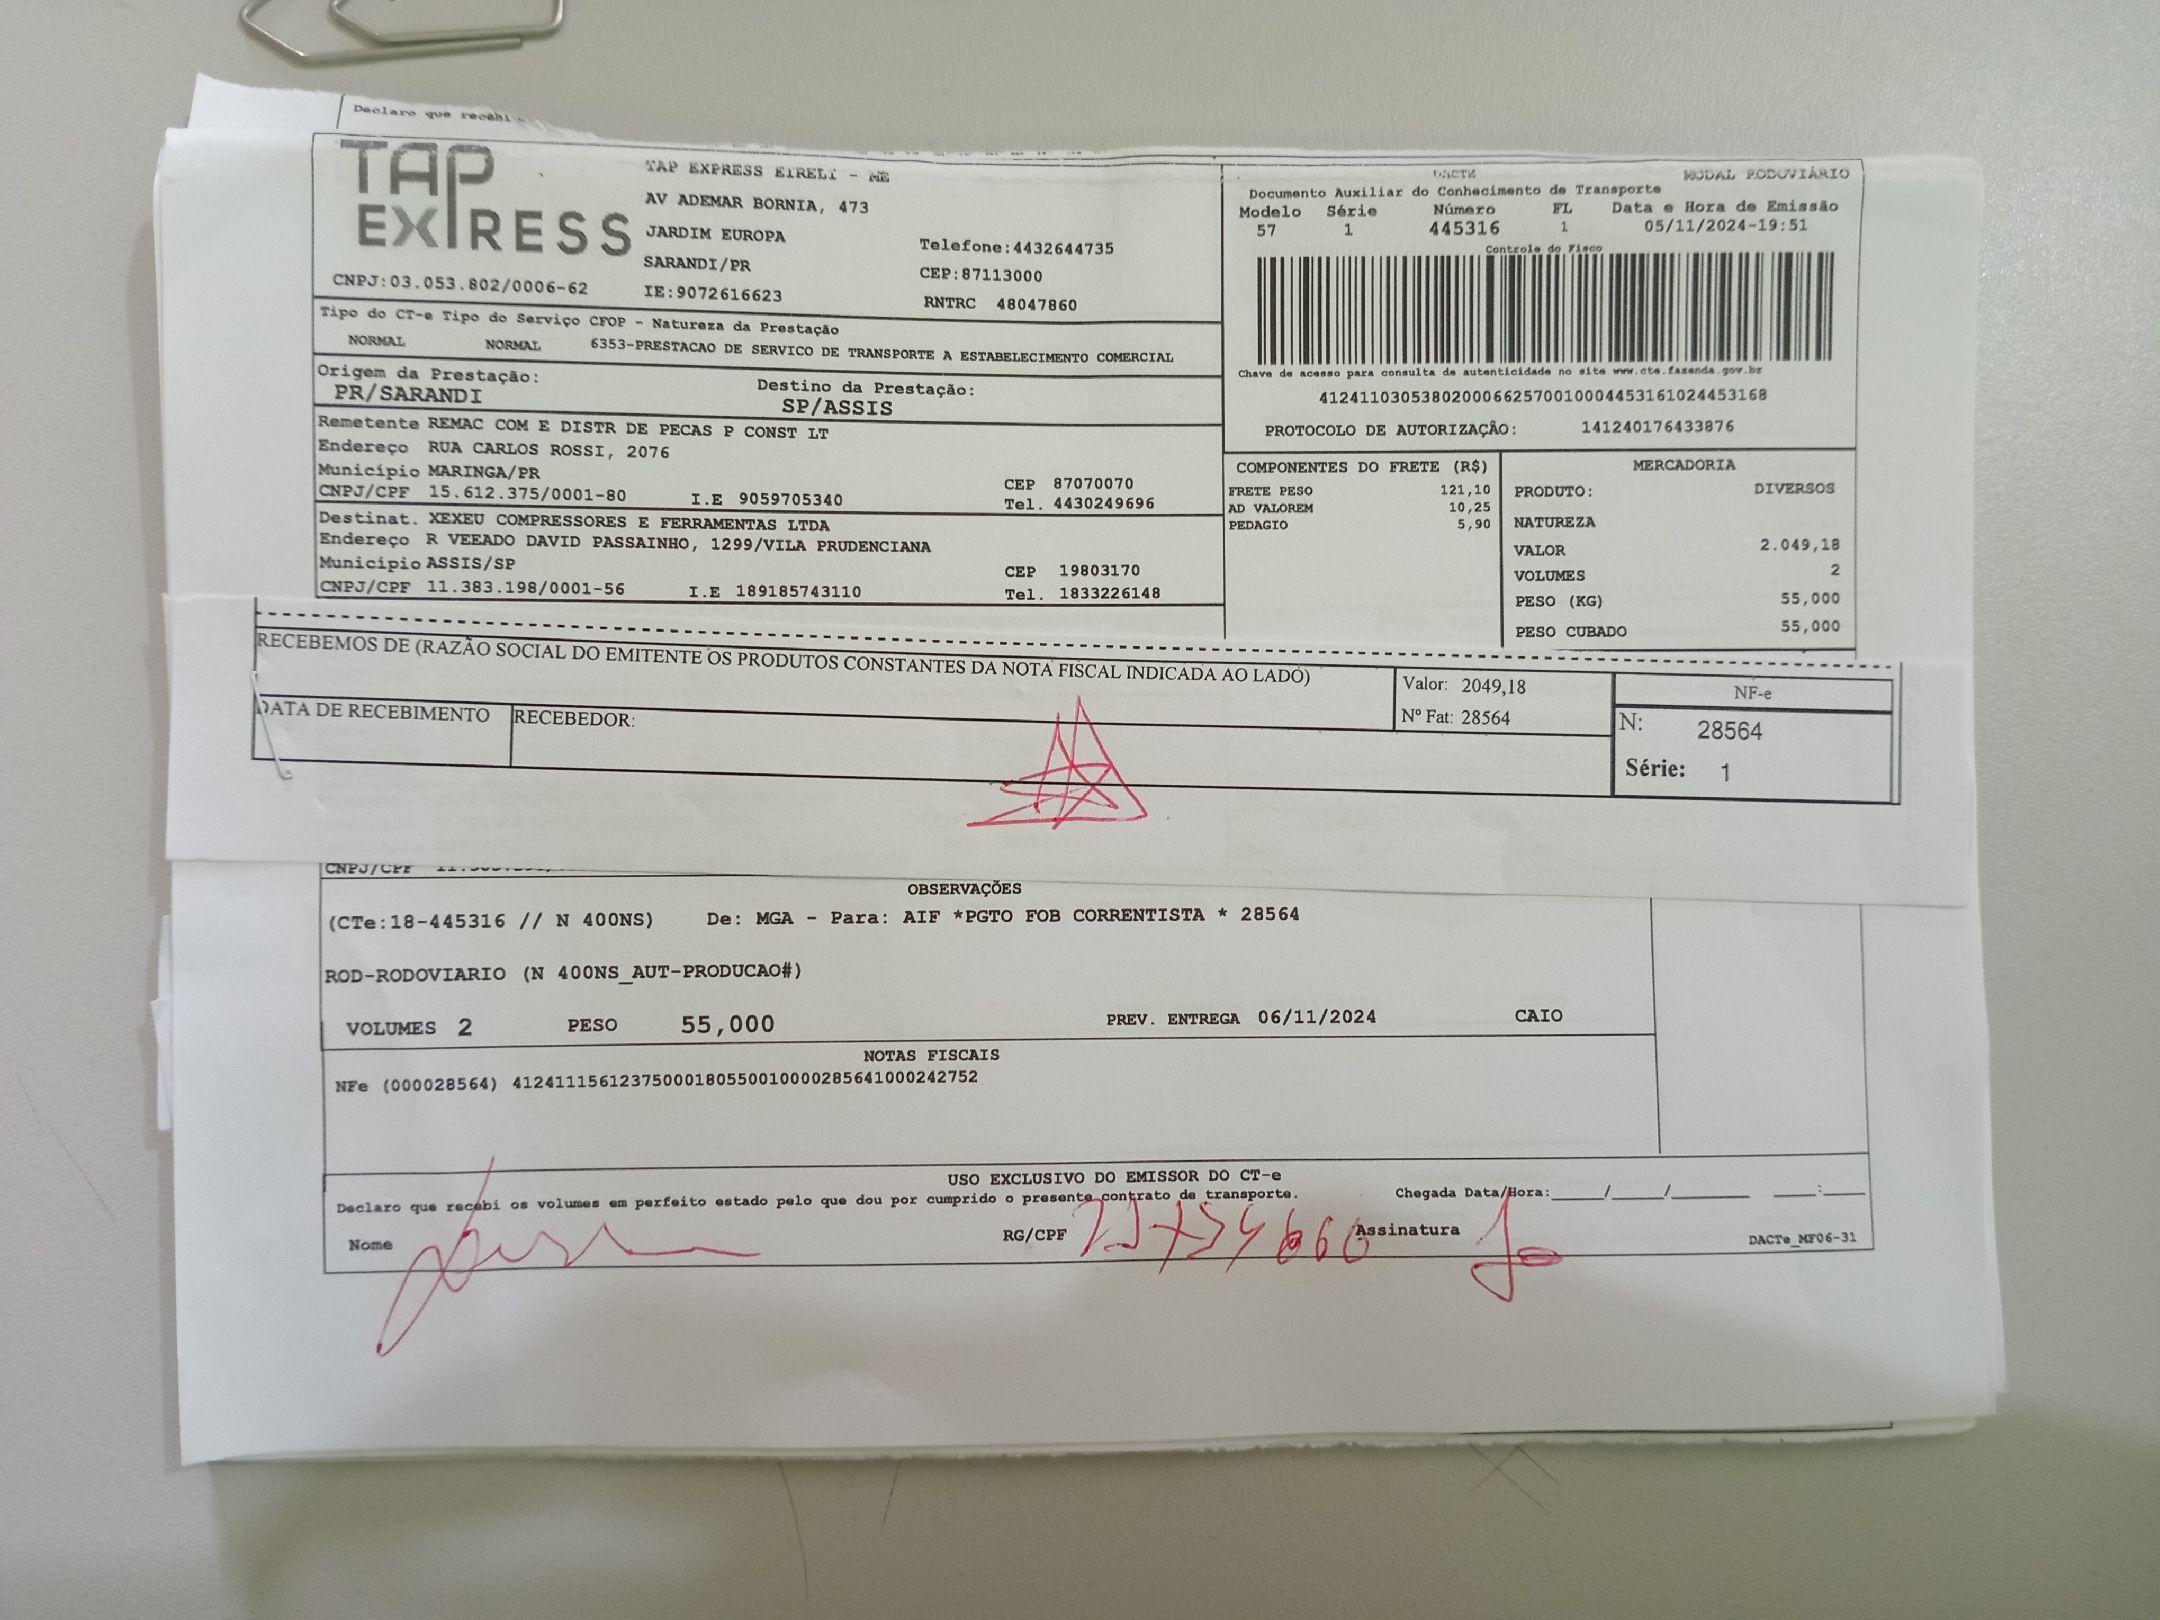 Declaro que recebi
TAP EXPRESS
TAP EXPRESS EIRELI - ME
AV ADEMAR BORNIA, 473
JARDIM EUROPA
Telefone:4432644735
SARANDI/PR
CEP:87113000
CNPJ:03.053.802/0006-62
IE:9072616623
RNTRC 48047860
DACTE
MODAL RODOVIÁRIO
Documento Auxiliar do Conhecimento de Transporte
Modelo Série Número FL Data e Hora de Emissão
57 1 445316 1 05/11/2024-19:51
Controle do Fisco
Chave de acesso para consulta de autenticidade no site www.cte.fazenda.gov.br
41241103053802000662570010004453161024453168
PROTOCOLO DE AUTORIZAÇÃO: 141240176433876
Tipo do CT-e Tipo do Serviço CFOP - Natureza da Prestação
NORMAL NORMAL 6353-PRESTACAO DE SERVICO DE TRANSPORTE A ESTABELECIMENTO COMERCIAL
Origem da Prestação: Destino da Prestação:
PR/SARANDI SP/ASSIS
Remetente REMAC COM E DISTR DE PECAS P CONST LT
Endereço RUA CARLOS ROSSI, 2076
Município MARINGA/PR CEP 87070070
CNPJ/CPF 15.612.375/0001-80 I.E 9059705340 Tel. 4430249696
Destinat. XEXEU COMPRESSORES E FERRAMENTAS LTDA
Endereço R VEEADO DAVID PASSAINHO, 1299/VILA PRUDENCIANA
Município ASSIS/SP CEP 19803170
CNPJ/CPF 11.383.198/0001-56 I.E 189185743110 Tel. 1833226148
COMPONENTES DO FRETE (R$)
FRETE PESO 121,10
AD VALOREM 10,25
PEDAGIO 5,90
MERCADORIA
PRODUTO: DIVERSOS
NATUREZA
VALOR 2.049,18
VOLUMES 2
PESO (KG) 55,000
PESO CUBADO 55,000
RECEBEMOS DE (RAZÃO SOCIAL DO EMITENTE OS PRODUTOS CONSTANTES DA NOTA FISCAL INDICADA AO LADO)
Valor: 2049,18
Nº Fat: 28564
NF-e
N: 28564
Série: 1
DATA DE RECEBIMENTO RECEBEDOR:
CNPJ/CPF
OBSERVAÇÕES
(CTe:18-445316 // N 400NS) De: MGA - Para: AIF *PGTO FOB CORRENTISTA * 28564
ROD-RODOVIARIO (N 400NS_AUT-PRODUCAO#)
VOLUMES 2 PESO 55,000 PREV. ENTREGA 06/11/2024 CAIO
NOTAS FISCAIS
NFe (000028564) 41241115612375000180550010000285641000242752
USO EXCLUSIVO DO EMISSOR DO CT-e
Declaro que recebi os volumes em perfeito estado pelo que dou por cumprido o presente contrato de transporte. Chegada Data/Hora:_____/_____/________ ____:____
Nome RG/CPF Assinatura DACTe_MF06-31